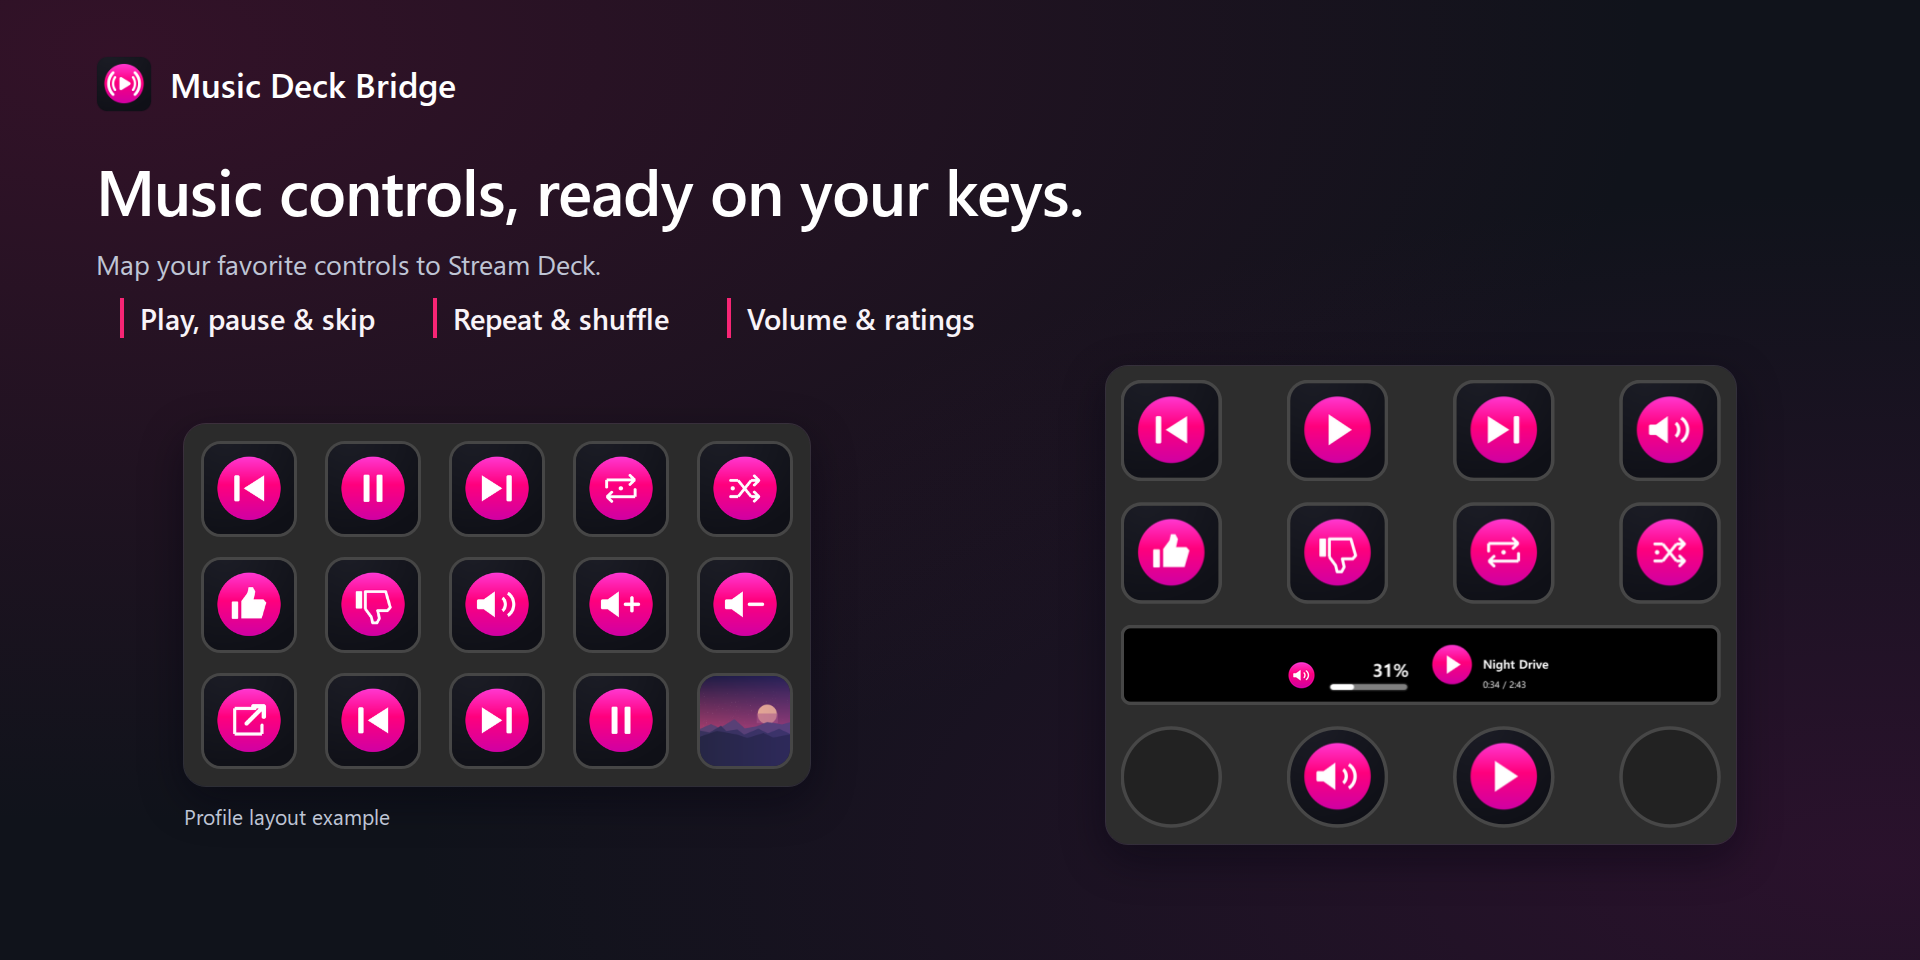 Music Deck Bridge
Music controls, ready on your keys.
Map your favorite controls to Stream Deck.
Play, pause & skip
Repeat & shuffle
Volume & ratings
31%
Night Drive
0:34 / 2:43
Profile layout example